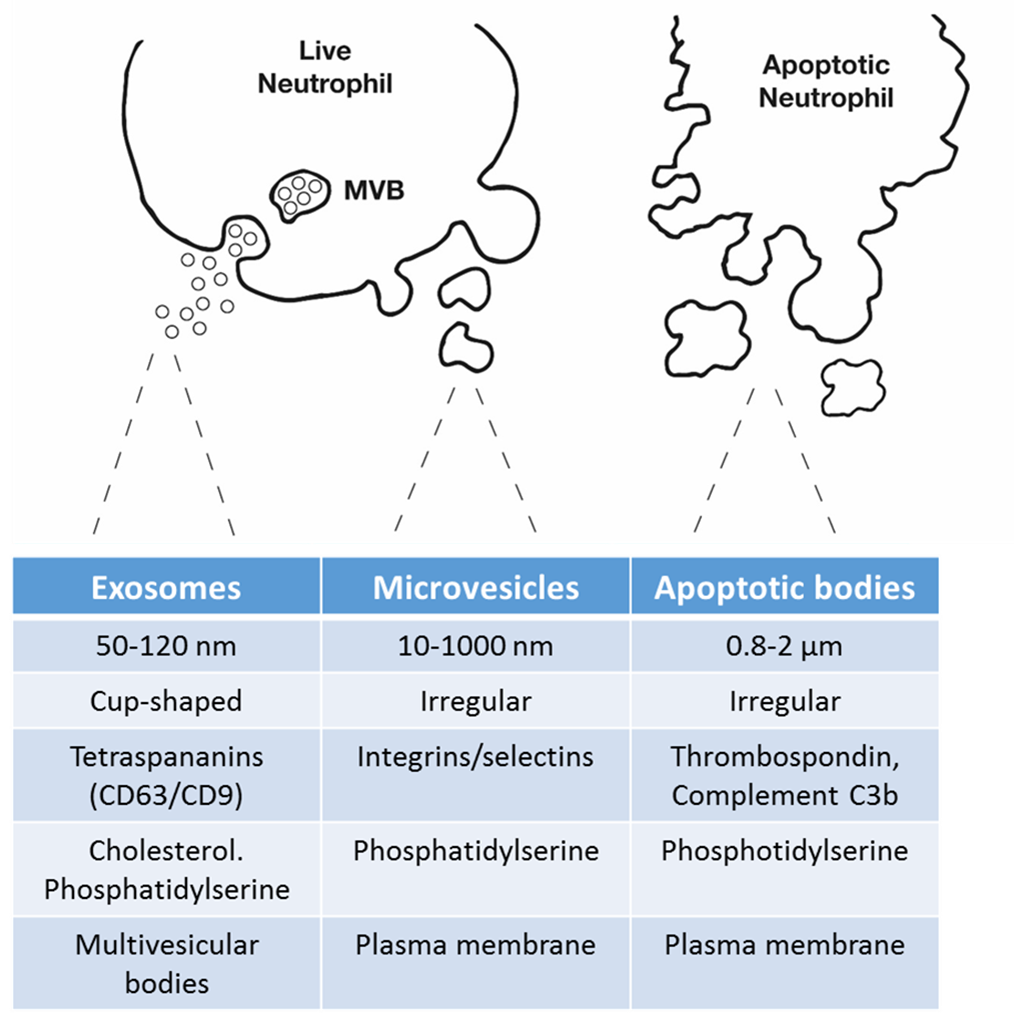 Live
Neutrophil
Apoptotic
Neutrophil
MVB
Exosomes
Microvesicles
Apoptotic bodies
50-120 nm
10-1000 nm
0.8-2 µm
Cup-shaped
Irregular
Irregular
Tetraspananins
(CD63/CD9)
Integrins/selectins
Thrombospondin,
Complement C3b
Cholesterol.
Phosphatidylserine
Phosphatidylserine
Phosphotidylserine
Multivesicular
bodies
Plasma membrane
Plasma membrane